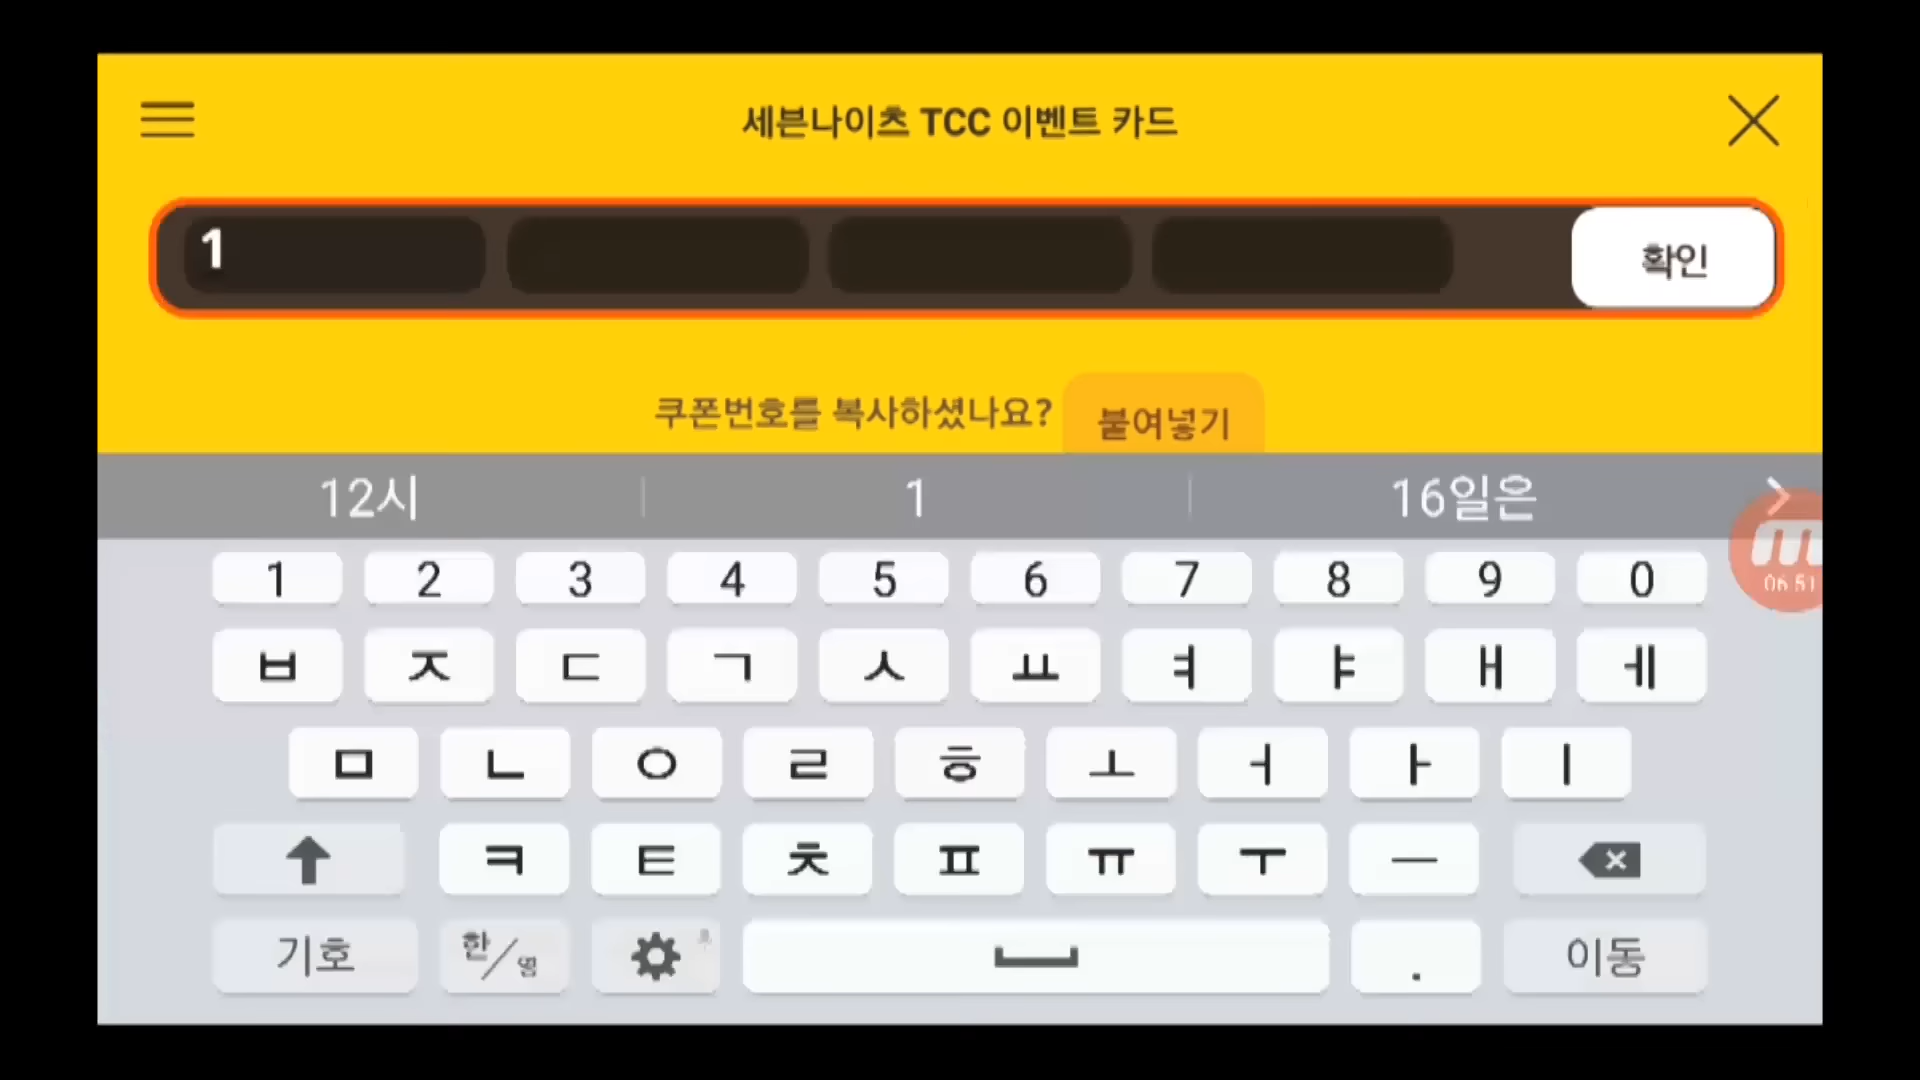 세븐나이츠 TCC 이벤트 카드
1
확인
쿠폰번호를 복사하셨나요? 붙여넣기
12시 1 16일은
06:51
1 2 3 4 5 6 7 8 9 0
ㅂ ㅈ ㄷ ㄱ ㅅ ㅛ ㅕ ㅑ ㅐ ㅔ
ㅁ ㄴ ㅇ ㄹ ㅎ ㅗ ㅓ ㅏ ㅣ
ㅋ ㅌ ㅊ ㅍ ㅠ ㅜ ㅡ
기호 한/영 . 이동